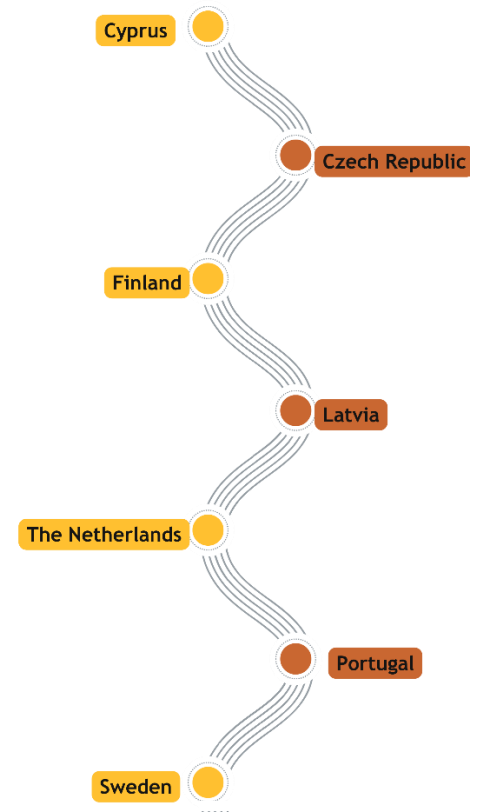 Cyprus
Czech Republic
Finland
Latvia
The Netherlands
Portugal
Sweden